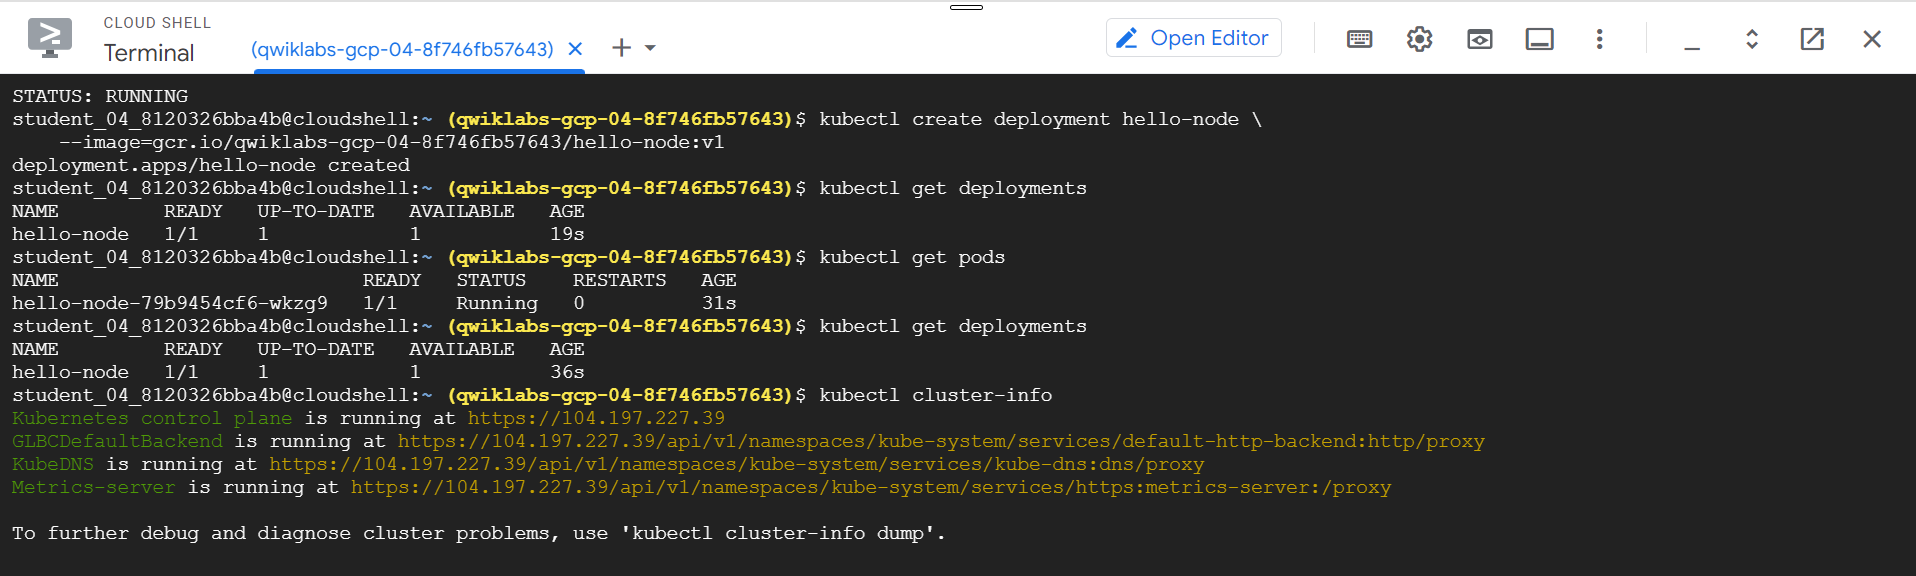 CLOUD SHELL
Terminal
(qwiklabs-gcp-04-8f746fb57643)
Open Editor
STATUS: RUNNING
student_04_8120326bba4b@cloudshell:~ (qwiklabs-gcp-04-8f746fb57643)$ kubectl create deployment hello-node \
    --image=gcr.io/qwiklabs-gcp-04-8f746fb57643/hello-node:v1
deployment.apps/hello-node created
student_04_8120326bba4b@cloudshell:~ (qwiklabs-gcp-04-8f746fb57643)$ kubectl get deployments
NAME         READY   UP-TO-DATE   AVAILABLE   AGE
hello-node   1/1     1            1           19s
student_04_8120326bba4b@cloudshell:~ (qwiklabs-gcp-04-8f746fb57643)$ kubectl get pods
NAME                          READY   STATUS    RESTARTS   AGE
hello-node-79b9454cf6-wkzg9   1/1     Running   0          31s
student_04_8120326bba4b@cloudshell:~ (qwiklabs-gcp-04-8f746fb57643)$ kubectl get deployments
NAME         READY   UP-TO-DATE   AVAILABLE   AGE
hello-node   1/1     1            1           36s
student_04_8120326bba4b@cloudshell:~ (qwiklabs-gcp-04-8f746fb57643)$ kubectl cluster-info
Kubernetes control plane is running at https://104.197.227.39
GLBCDefaultBackend is running at https://104.197.227.39/api/v1/namespaces/kube-system/services/default-http-backend:http/proxy
KubeDNS is running at https://104.197.227.39/api/v1/namespaces/kube-system/services/kube-dns:dns/proxy
Metrics-server is running at https://104.197.227.39/api/v1/namespaces/kube-system/services/https:metrics-server:/proxy
To further debug and diagnose cluster problems, use 'kubectl cluster-info dump'.